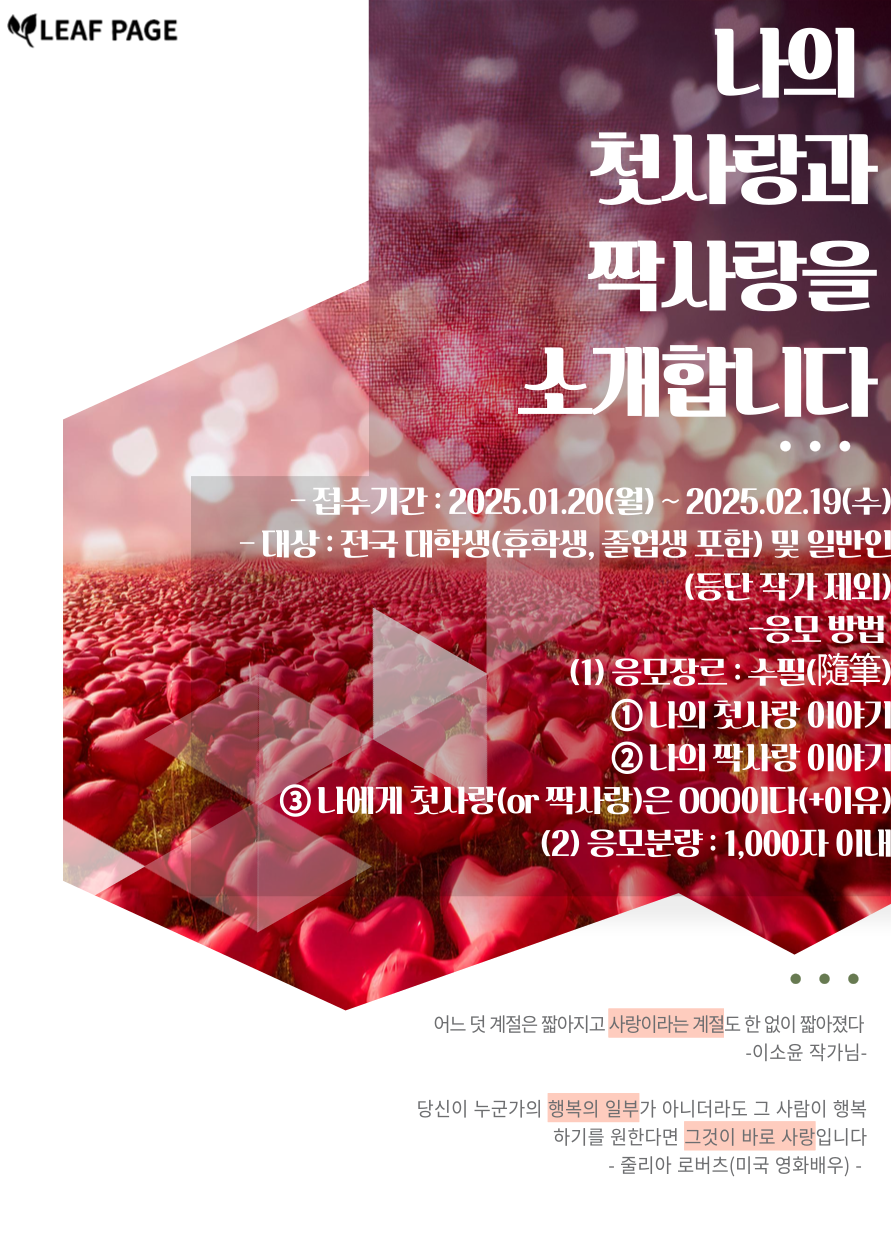 LEAF PAGE
나의
첫사랑과
짝사랑을
소개합니다
- 접수기간 : 2025.01.20(월) ~ 2025.02.19(수)
- 대상 : 전국 대학생(휴학생, 졸업생 포함) 및 일반인
(등단 작가 제외)
-응모 방법
(1) 응모장르 : 수필(隨筆)
① 나의 첫사랑 이야기
② 나의 짝사랑 이야기
③ 나에게 첫사랑(or 짝사랑)은 OOO이다(+이유)
(2) 응모분량 : 1,000자 이내
어느 덧 계절은 짧아지고 사랑이라는 계절도 한 없이 짧아졌다
-이소윤 작가님-
당신이 누군가의 행복의 일부가 아니더라도 그 사람이 행복
하기를 원한다면 그것이 바로 사랑입니다
- 줄리아 로버츠(미국 영화배우) -